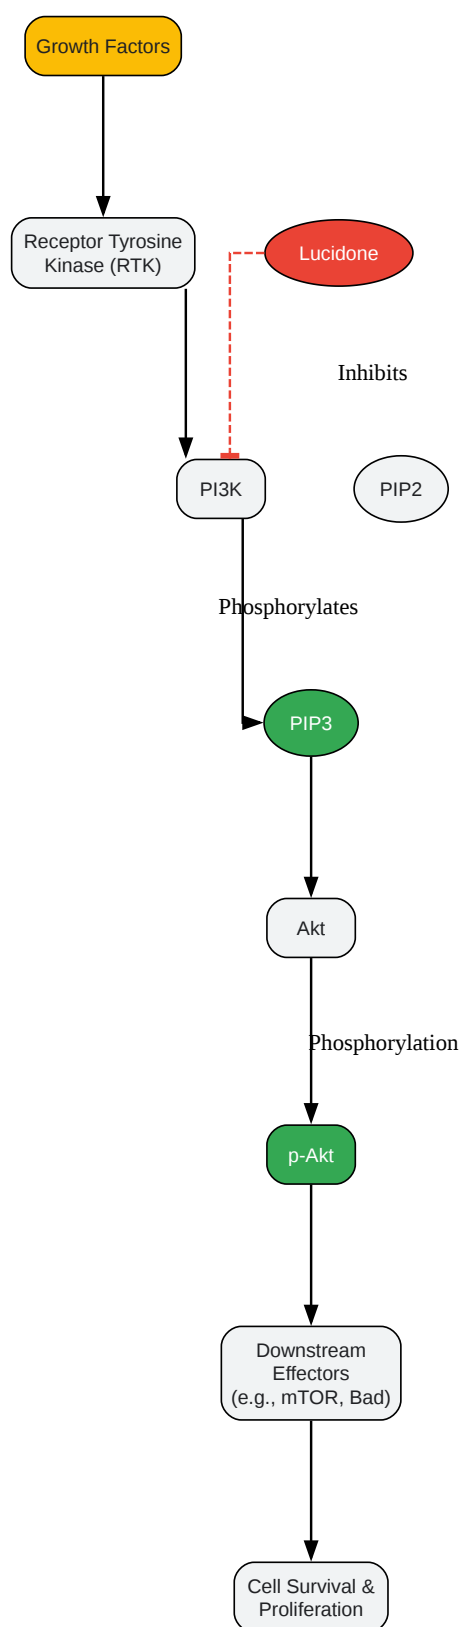 Growth Factors
Receptor Tyrosine
Kinase (RTK)
Lucidone
Inhibits
PI3K
PIP2
Phosphorylates
PIP3
Akt
Phosphorylation
p-Akt
Downstream
Effectors
(e.g., mTOR, Bad)
Cell Survival &
Proliferation